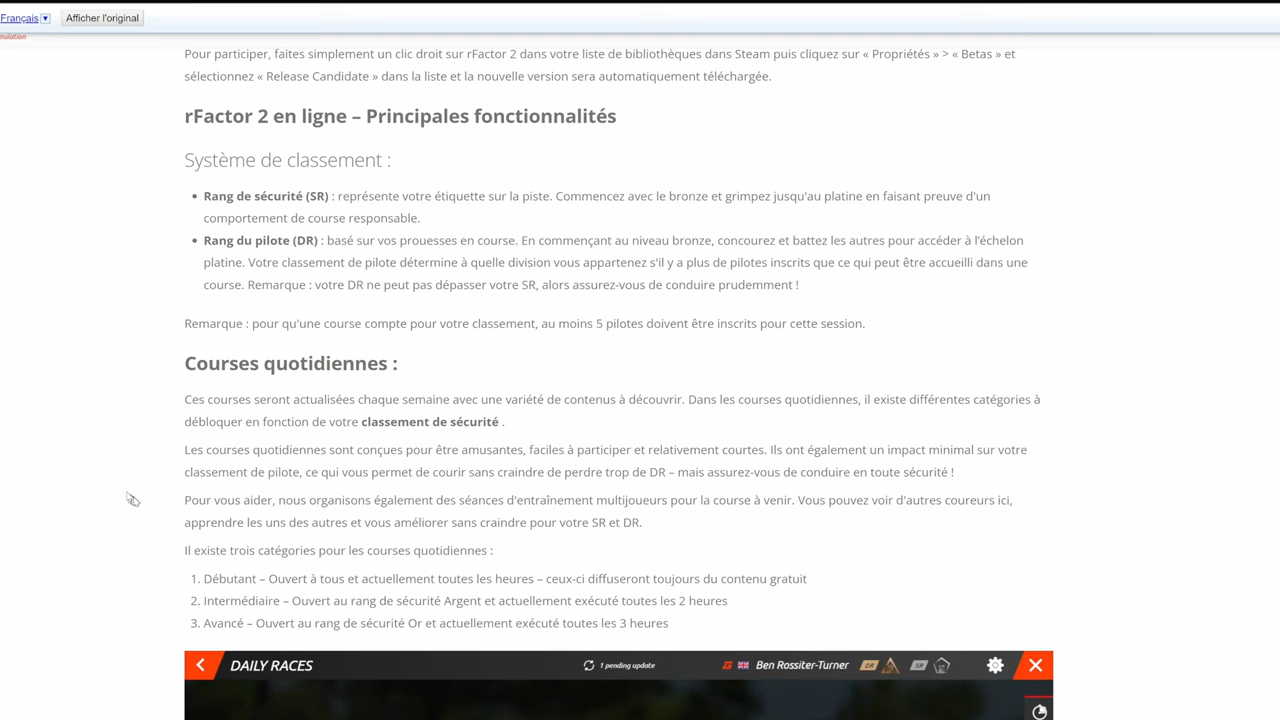 Français
Afficher l'original
mulation
Pour participer, faites simplement un clic droit sur rFactor 2 dans votre liste de bibliothèques dans Steam puis cliquez sur « Propriétés » > « Betas » et
sélectionnez « Release Candidate » dans la liste et la nouvelle version sera automatiquement téléchargée.
rFactor 2 en ligne – Principales fonctionnalités
Système de classement :
• Rang de sécurité (SR) : représente votre étiquette sur la piste. Commencez avec le bronze et grimpez jusqu'au platine en faisant preuve d'un
comportement de course responsable.
• Rang du pilote (DR) : basé sur vos prouesses en course. En commençant au niveau bronze, concourez et battez les autres pour accéder à l'échelon
platine. Votre classement de pilote détermine à quelle division vous appartenez s'il y a plus de pilotes inscrits que ce qui peut être accueilli dans une
course. Remarque : votre DR ne peut pas dépasser votre SR, alors assurez-vous de conduire prudemment !
Remarque : pour qu'une course compte pour votre classement, au moins 5 pilotes doivent être inscrits pour cette session.
Courses quotidiennes :
Ces courses seront actualisées chaque semaine avec une variété de contenus à découvrir. Dans les courses quotidiennes, il existe différentes catégories à
débloquer en fonction de votre classement de sécurité .
Les courses quotidiennes sont conçues pour être amusantes, faciles à participer et relativement courtes. Ils ont également un impact minimal sur votre
classement de pilote, ce qui vous permet de courir sans craindre de perdre trop de DR – mais assurez-vous de conduire en toute sécurité !
Pour vous aider, nous organisons également des séances d'entraînement multijoueurs pour la course à venir. Vous pouvez voir d'autres coureurs ici,
apprendre les uns des autres et vous améliorer sans craindre pour votre SR et DR.
Il existe trois catégories pour les courses quotidiennes :
1. Débutant – Ouvert à tous et actuellement toutes les heures – ceux-ci diffuseront toujours du contenu gratuit
2. Intermédiaire – Ouvert au rang de sécurité Argent et actuellement exécuté toutes les 2 heures
3. Avancé – Ouvert au rang de sécurité Or et actuellement exécuté toutes les 3 heures
DAILY RACES
1 pending update
Ben Rossiter-Turner
DR
SR